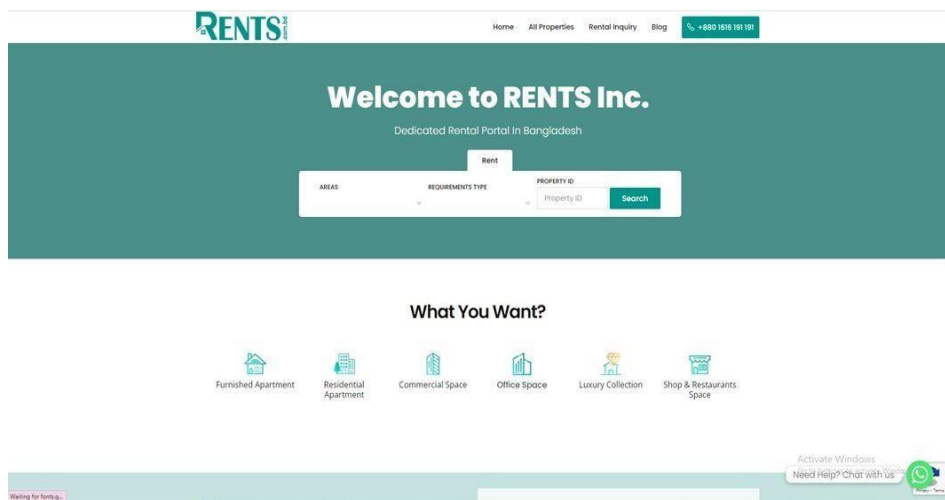 RENTS .com.bd
Home All Properties Rental Inquiry Blog +880 1616 191 191
Welcome to RENTS Inc.
Dedicated Rental Portal In Bangladesh
Rent
AREAS REQUIREMENTS TYPE PROPERTY ID
Property ID Search
What You Want?
Furnished Apartment
Residential
Apartment
Commercial Space
Office Space
Luxury Collection
Shop & Restaurants
Space
Activate Windows
Need Help? Chat with us
Privacy - Terms
Waiting for fonts.g...